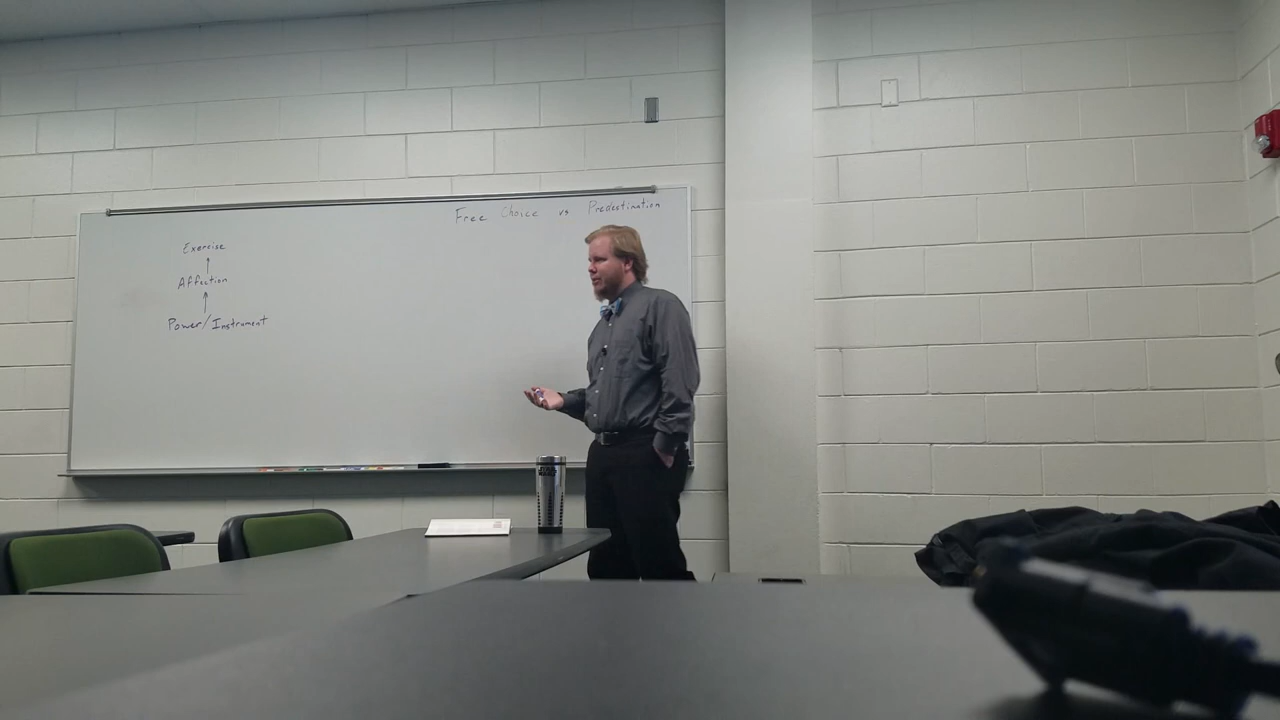 Free Choice vs Predestination
Exercise
Affection
Power/Instrument